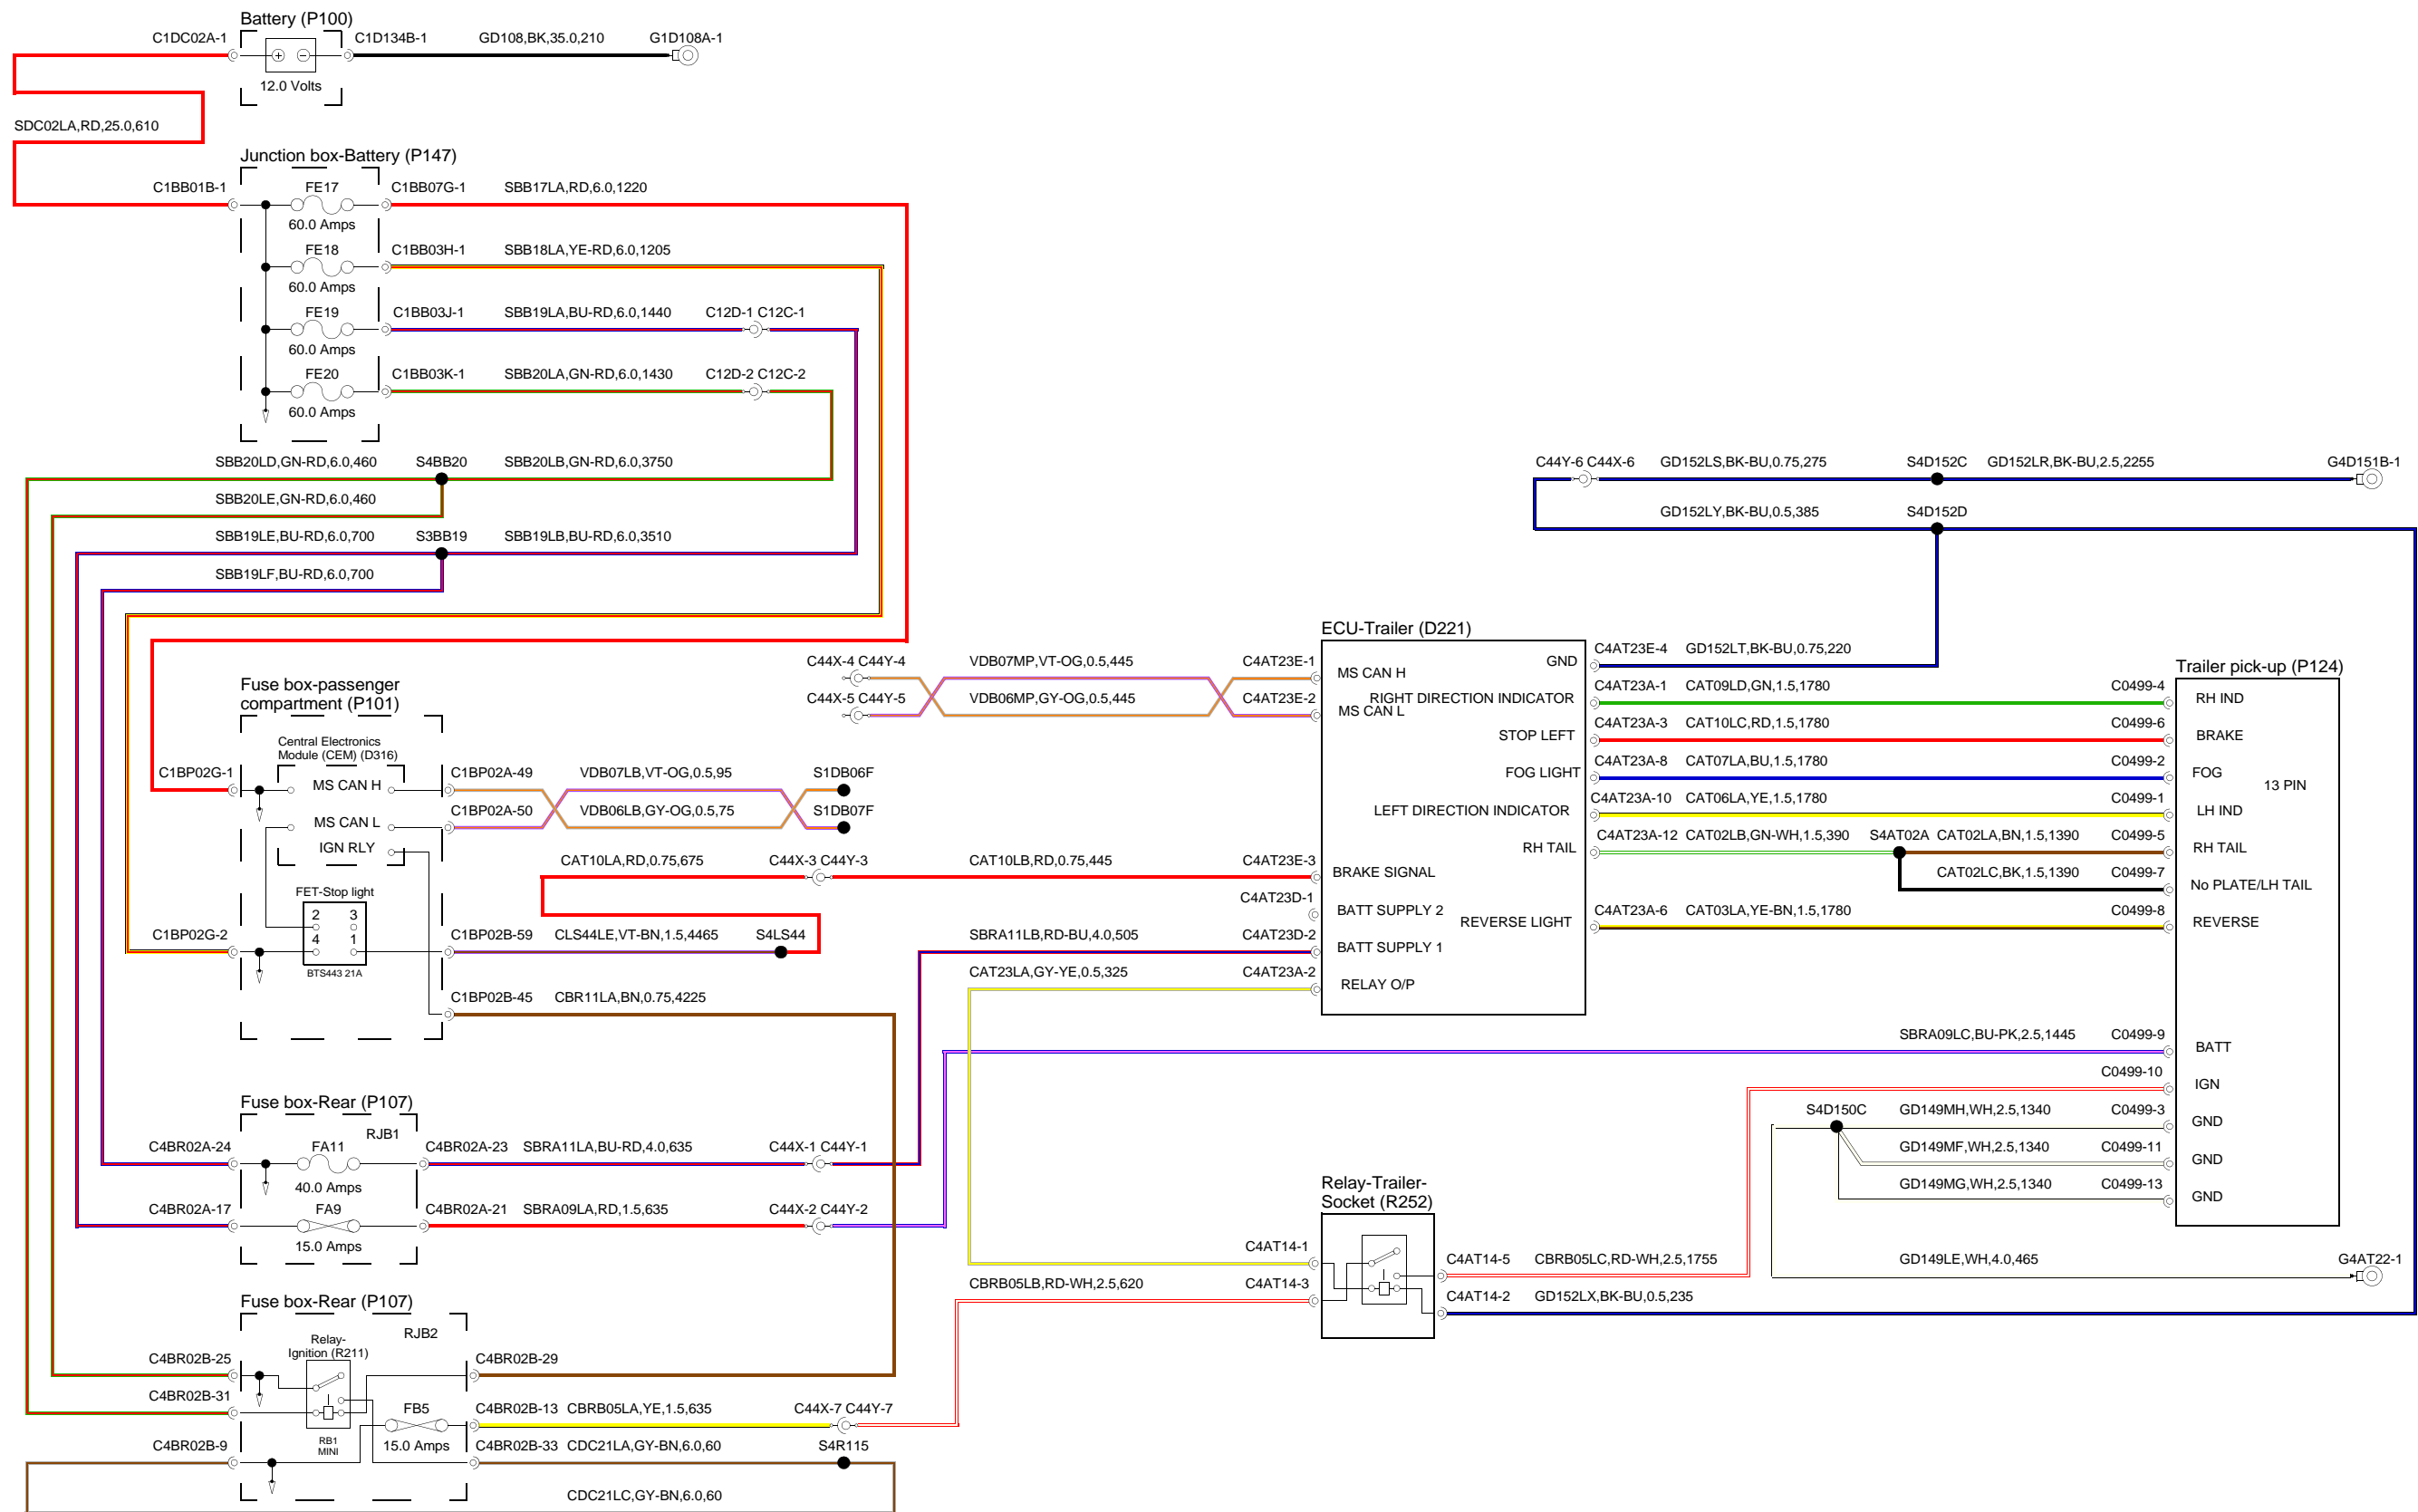 Battery (P100)
C1DC02A-1
C1D134B-1
GD108,BK,35.0,210
G1D108A-1
12.0 Volts
SDC02LA,RD,25.0,610
Junction box-Battery (P147)
C1BB01B-1
FE17
C1BB07G-1
SBB17LA,RD,6.0,1220
60.0 Amps
FE18
C1BB03H-1
SBB18LA,YE-RD,6.0,1205
60.0 Amps
FE19
C1BB03J-1
SBB19LA,BU-RD,6.0,1440
C12D-1 C12C-1
60.0 Amps
FE20
C1BB03K-1
SBB20LA,GN-RD,6.0,1430
C12D-2 C12C-2
60.0 Amps
SBB20LD,GN-RD,6.0,460
S4BB20
SBB20LB,GN-RD,6.0,3750
SBB20LE,GN-RD,6.0,460
SBB19LE,BU-RD,6.0,700
S3BB19
SBB19LB,BU-RD,6.0,3510
SBB19LF,BU-RD,6.0,700
C44Y-6 C44X-6
GD152LS,BK-BU,0.75,275
S4D152C
GD152LR,BK-BU,2.5,2255
G4D151B-1
GD152LY,BK-BU,0.5,385
S4D152D
Fuse box-passenger
compartment (P101)
Central Electronics
Module (CEM) (D316)
C1BP02G-1
MS CAN H
C1BP02A-49
VDB07LB,VT-OG,0.5,95
S1DB06F
MS CAN L
C1BP02A-50
VDB06LB,GY-OG,0.5,75
S1DB07F
IGN RLY
CAT10LA,RD,0.75,675
C44X-3 C44Y-3
CAT10LB,RD,0.75,445
C4AT23E-3
FET-Stop light
2 3
4 1
BTS443 21A
C1BP02G-2
C1BP02B-59
CLS44LE,VT-BN,1.5,4465
S4LS44
C1BP02B-45
CBR11LA,BN,0.75,4225
C44X-4 C44Y-4
VDB07MP,VT-OG,0.5,445
C4AT23E-1
C44X-5 C44Y-5
VDB06MP,GY-OG,0.5,445
C4AT23E-2
ECU-Trailer (D221)
MS CAN H
MS CAN L
BRAKE SIGNAL
C4AT23D-1
BATT SUPPLY 2
SBRA11LB,RD-BU,4.0,505
C4AT23D-2
BATT SUPPLY 1
CAT23LA,GY-YE,0.5,325
C4AT23A-2
RELAY O/P
GND
C4AT23E-4
GD152LT,BK-BU,0.75,220
RIGHT DIRECTION INDICATOR
C4AT23A-1
CAT09LD,GN,1.5,1780
C0499-4
STOP LEFT
C4AT23A-3
CAT10LC,RD,1.5,1780
C0499-6
FOG LIGHT
C4AT23A-8
CAT07LA,BU,1.5,1780
C0499-2
LEFT DIRECTION INDICATOR
C4AT23A-10
CAT06LA,YE,1.5,1780
C0499-1
RH TAIL
C4AT23A-12
CAT02LB,GN-WH,1.5,390
S4AT02A
CAT02LA,BN,1.5,1390
C0499-5
CAT02LC,BK,1.5,1390
C0499-7
REVERSE LIGHT
C4AT23A-6
CAT03LA,YE-BN,1.5,1780
C0499-8
Trailer pick-up (P124)
RH IND
BRAKE
FOG
13 PIN
LH IND
RH TAIL
No PLATE/LH TAIL
REVERSE
SBRA09LC,BU-PK,2.5,1445
C0499-9
BATT
C0499-10
IGN
S4D150C
GD149MH,WH,2.5,1340
C0499-3
GND
GD149MF,WH,2.5,1340
C0499-11
GND
GD149MG,WH,2.5,1340
C0499-13
GND
GD149LE,WH,4.0,465
G4AT22-1
Fuse box-Rear (P107)
RJB1
C4BR02A-24
FA11
C4BR02A-23
SBRA11LA,BU-RD,4.0,635
C44X-1 C44Y-1
40.0 Amps
C4BR02A-17
FA9
C4BR02A-21
SBRA09LA,RD,1.5,635
C44X-2 C44Y-2
15.0 Amps
Relay-Trailer-
Socket (R252)
C4AT14-1
C4AT14-5
CBRB05LC,RD-WH,2.5,1755
CBRB05LB,RD-WH,2.5,620
C4AT14-3
C4AT14-2
GD152LX,BK-BU,0.5,235
Fuse box-Rear (P107)
RJB2
Relay-
Ignition (R211)
C4BR02B-25
C4BR02B-29
C4BR02B-31
FB5
C4BR02B-13
CBRB05LA,YE,1.5,635
C44X-7 C44Y-7
RB1
MINI
C4BR02B-9
15.0 Amps
C4BR02B-33
CDC21LA,GY-BN,6.0,60
S4R115
CDC21LC,GY-BN,6.0,60